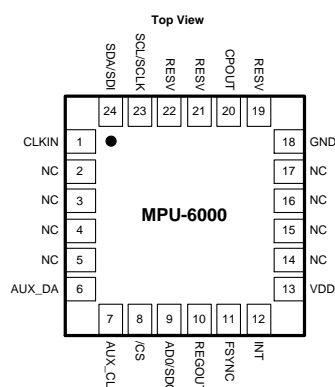 Top View
SDA/SDI
SCL/SCLK
RESV
RESV
CPOUT
RESV
24 23 22 21 20 19
CLKIN 1
18 GND
NC 2
17 NC
NC 3
16 NC
NC 4
15 NC
NC 5
14 NC
AUX_DA 6
13 VDD
MPU-6000
7 8 9 10 11 12
AUX_CL
/CS
AD0/SDO
REGOUT
FSYNC
INT